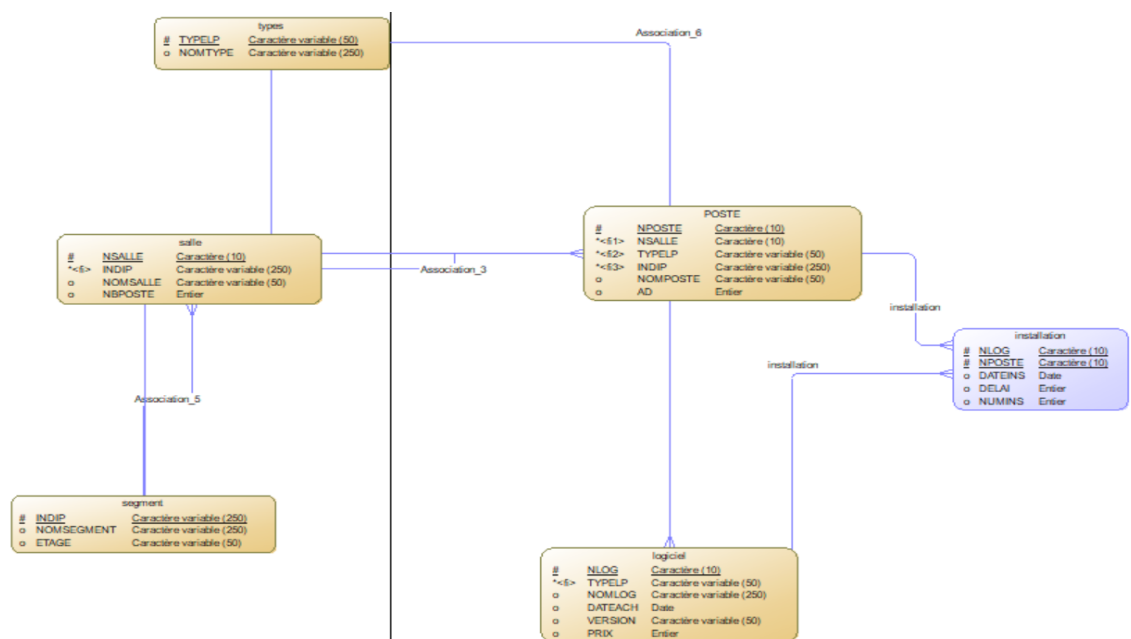 types
# TYPELP Caractère variable (50)
o NOMTYPE Caractère variable (250)
Association_6
POSTE
# NPOSTE Caractère (10)
*<fi1> NSALLE Caractère (10)
*<fi2> TYPELP Caractère variable (50)
*<fi3> INDIP Caractère variable (250)
o NOMPOSTE Caractère variable (50)
o AD Entier
salle
# NSALLE Caractère (10)
*<fi> INDIP Caractère variable (250)
o NOMSALLE Caractère variable (50)
o NBPOSTE Entier
Association_3
installation
installation
# NLOG Caractère (10)
# NPOSTE Caractère (10)
o DATEINS Date
o DELAI Entier
o NUMINS Entier
installation
Association_5
segment
# INDIP Caractère variable (250)
o NOMSEGMENT Caractère variable (250)
o ETAGE Caractère variable (50)
logiciel
# NLOG Caractère (10)
*<fi> TYPELP Caractère variable (50)
o NOMLOG Caractère variable (250)
o DATEACH Date
o VERSION Caractère variable (50)
o PRIX Entier